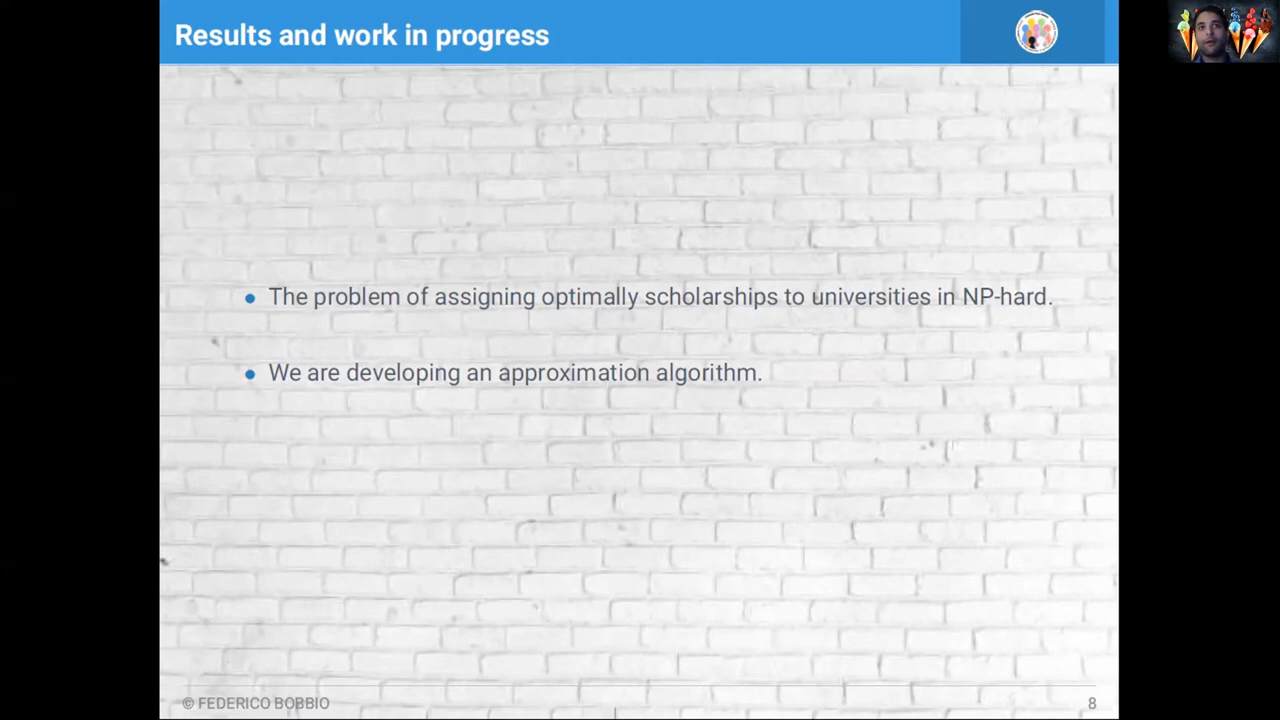 Results and work in progress
The problem of assigning optimally scholarships to universities in NP-hard.
We are developing an approximation algorithm.
© FEDERICO BOBBIO
8